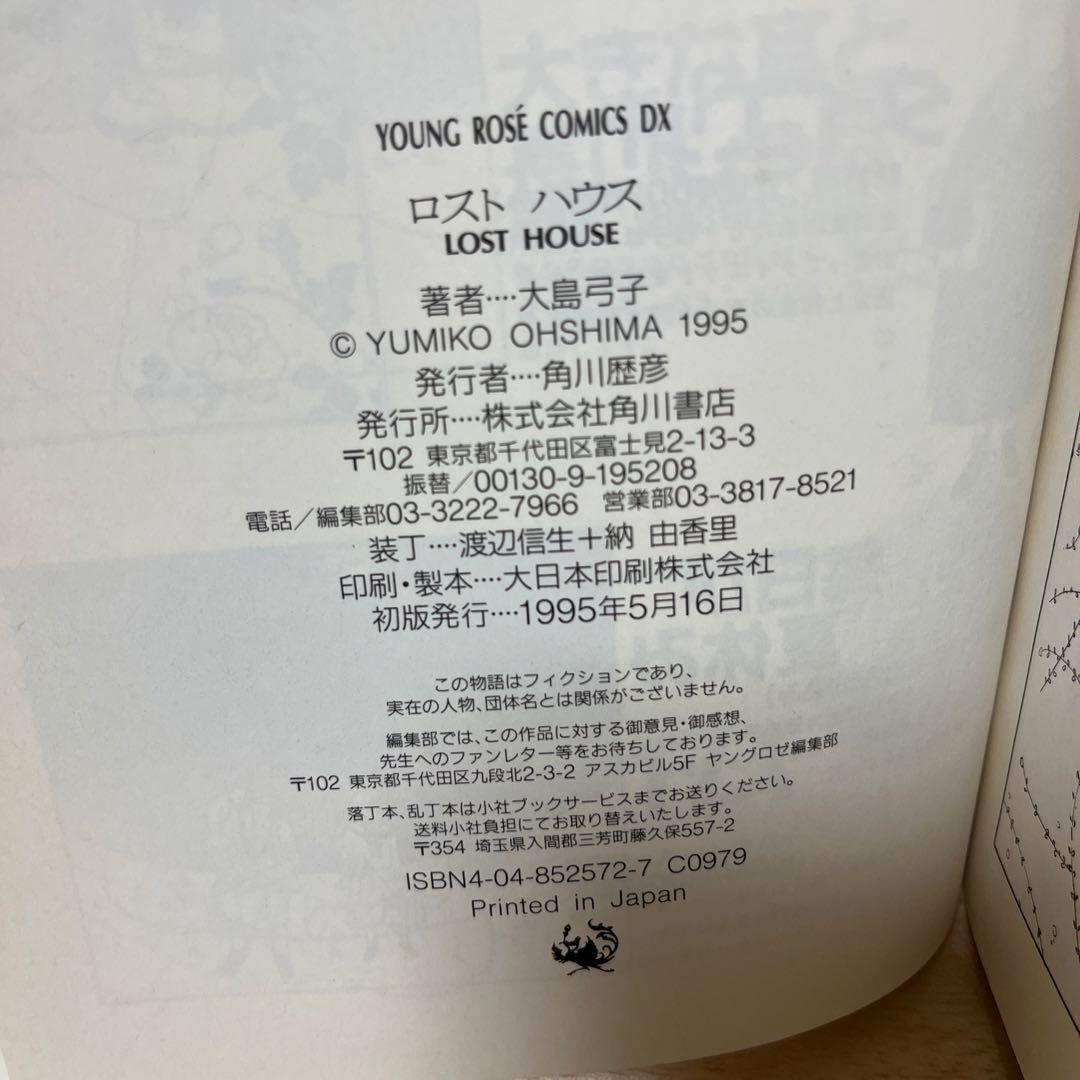 YOUNG ROSÉ COMICS DX
ロスト ハウス
LOST HOUSE
著者‥‥大島弓子
© YUMIKO OHSHIMA 1995
発行者‥‥角川歴彦
発行所‥‥株式会社角川書店
〒102 東京都千代田区富士見2-13-3
振替/00130-9-195208
電話/編集部03-3222-7966 営業部03-3817-8521
装丁‥‥渡辺信生+納 由香里
印刷・製本‥‥大日本印刷株式会社
初版発行‥‥1995年5月16日
この物語はフィクションであり、
実在の人物、団体名とは関係がございません。
編集部では、この作品に対する御意見・御感想、
先生へのファンレター等をお待ちしております。
〒102 東京都千代田区九段北2-3-2 アスカビル5F ヤングロゼ編集部
落丁本、乱丁本は小社ブックサービスまでお送りください。
送料小社負担にてお取り替えいたします。
〒354 埼玉県入間郡三芳町藤久保557-2
ISBN4-04-852572-7 C0979
Printed in Japan